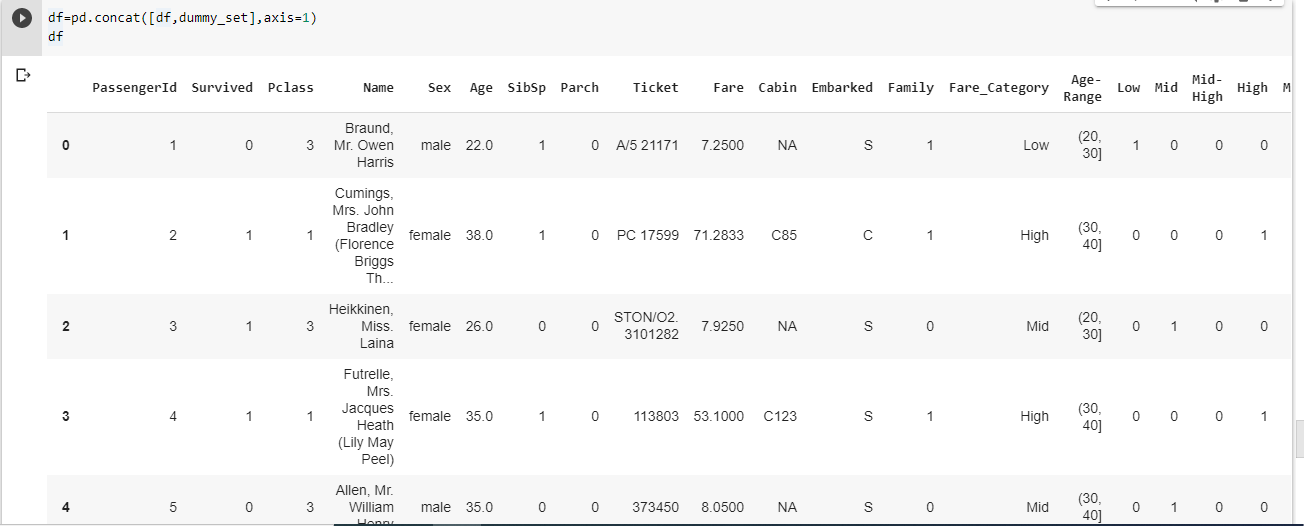 df=pd.concat([df,dummy_set],axis=1)
df
PassengerId Survived Pclass Name Sex Age SibSp Parch Ticket Fare Cabin Embarked Family Fare_Category Age-Range Low Mid Mid-High High M
0 1 0 3 Braund, Mr. Owen Harris male 22.0 1 0 A/5 21171 7.2500 NA S 1 Low (20, 30] 1 0 0 0
1 2 1 1 Cumings, Mrs. John Bradley (Florence Briggs Th... female 38.0 1 0 PC 17599 71.2833 C85 C 1 High (30, 40] 0 0 0 1
2 3 1 3 Heikkinen, Miss. Laina female 26.0 0 0 STON/O2. 3101282 7.9250 NA S 0 Mid (20, 30] 0 1 0 0
3 4 1 1 Futrelle, Mrs. Jacques Heath (Lily May Peel) female 35.0 1 0 113803 53.1000 C123 S 1 High (30, 40] 0 0 0 1
4 5 0 3 Allen, Mr. William Henry male 35.0 0 0 373450 8.0500 NA S 0 Mid (30, 40] 0 1 0 0